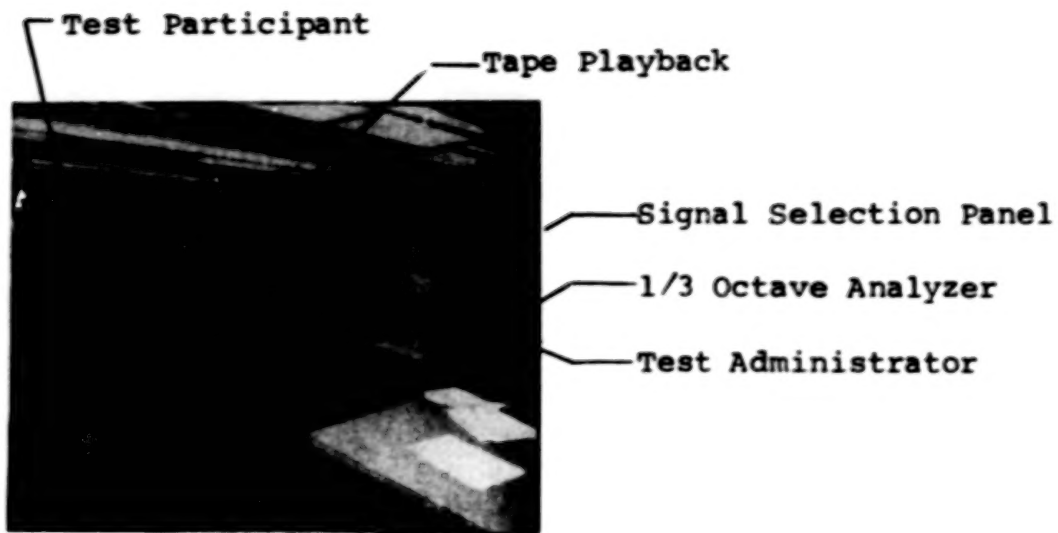 Test Participant
Tape Playback
Signal Selection Panel
1/3 Octave Analyzer
Test Administrator